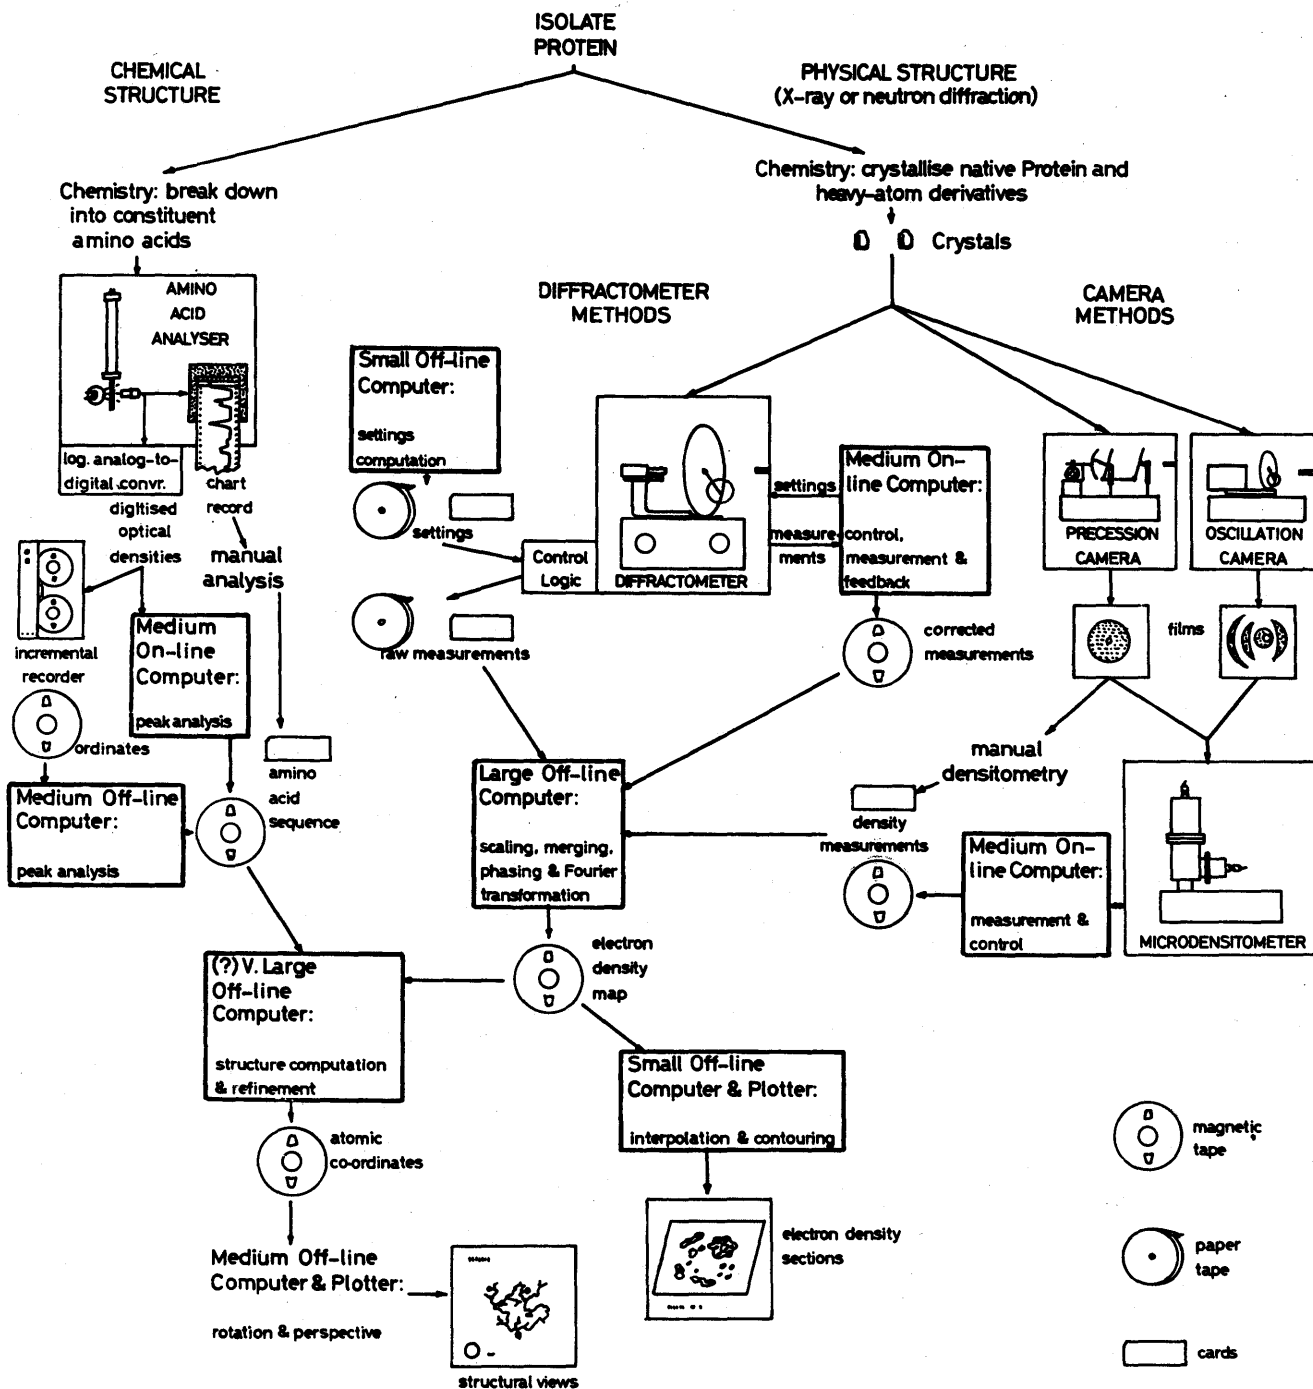 ISOLATE
PROTEIN
CHEMICAL
STRUCTURE
PHYSICAL STRUCTURE
(X-ray or neutron diffraction)
Chemistry: break down
into constituent
amino acids
Chemistry: crystallise native Protein and
heavy-atom derivatives
Crystals
AMINO
ACID
ANALYSER
log. analog-to-
digital convr.
chart
record
digitised
optical
densities
manual
analysis
incremental
recorder
ordinates
Medium
On-line
Computer:
peak analysis
Medium Off-line
Computer:
peak analysis
amino
acid
sequence
DIFFRACTOMETER
METHODS
CAMERA
METHODS
Small Off-line
Computer:
settings
computation
settings
Control
Logic
raw measurements
DIFFRACTOMETER
settings
measure-
ments
Medium On-
line Computer:
control,
measurement &
feedback
corrected
measurements
PRECESSION
CAMERA
OSCILLATION
CAMERA
films
manual
densitometry
density
measurements
Medium On-
line Computer:
measurement &
control
MICRODENSITOMETER
Large Off-line
Computer:
scaling, merging,
phasing & Fourier
transformation
electron
density
map
(?) V. Large
Off-line
Computer:
structure computation
& refinement
atomic
co-ordinates
Medium Off-line
Computer & Plotter:
rotation & perspective
structural views
Small Off-line
Computer & Plotter:
interpolation & contouring
electron density
sections
magnetic
tape
paper
tape
cards